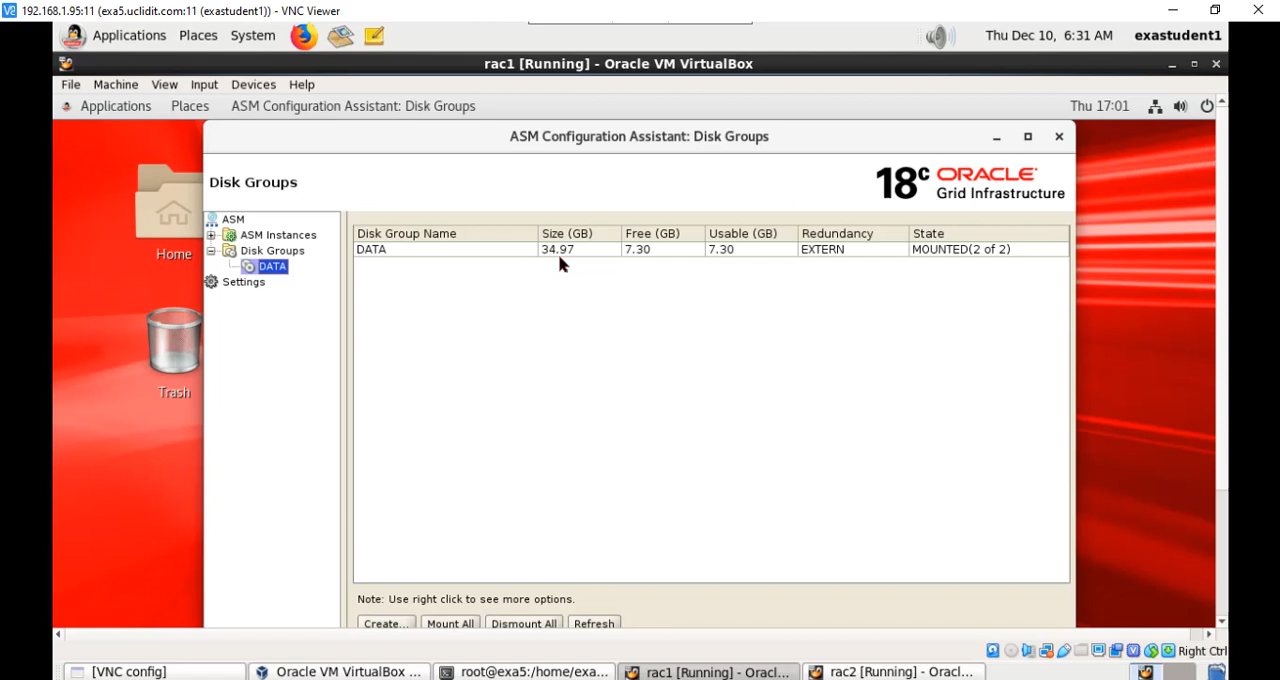 192.168.1.95:11 (exa5.uclidit.com:11 (exastudent1)) - VNC Viewer
Applications Places System Thu Dec 10, 6:31 AM exastudent1
rac1 [Running] - Oracle VM VirtualBox
File Machine View Input Devices Help
Applications Places ASM Configuration Assistant: Disk Groups Thu 17:01
ASM Configuration Assistant: Disk Groups
Disk Groups
18c ORACLE
Grid Infrastructure
Home
Trash
ASM
ASM Instances
Disk Groups
DATA
Settings
Disk Group Name Size (GB) Free (GB) Usable (GB) Redundancy State
DATA 34.97 7.30 7.30 EXTERN MOUNTED(2 of 2)
Note: Use right click to see more options.
Create... Mount All Dismount All Refresh
Right Ctrl
[VNC config] Oracle VM VirtualBox ... root@exa5:/home/exa... rac1 [Running] - Oracl... rac2 [Running] - Oracl...